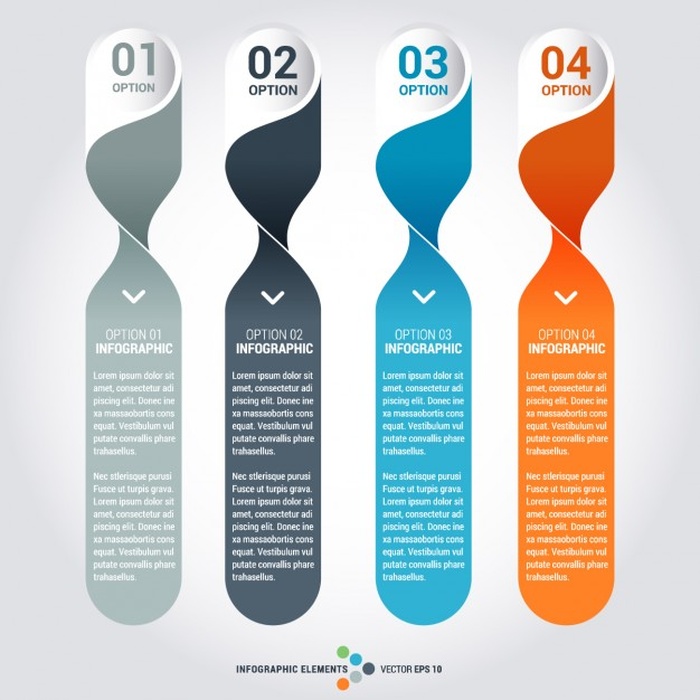 01
OPTION
OPTION 01
INFOGRAPHIC
Lorem ipsum dolor sit
amet, consectetur adi
piscing elit. Donec ine
xa massaobortis cons
equat. Vestibulum vul
putate convallis phare
trahasellus.
Nec stlerisque purusi
Fusce ut turpis grava.
Lorem ipsum dolor sit
amet, consectetur adi
piscing elit. Donec ine
xa massaobortis cons
equat. Vestibulum vul
putate convallis phare
trahasellus.
02
OPTION
OPTION 02
INFOGRAPHIC
Lorem ipsum dolor sit
amet, consectetur adi
piscing elit. Donec ine
xa massaobortis cons
equat. Vestibulum vul
putate convallis phare
trahasellus.
Nec stlerisque purusi
Fusce ut turpis grava.
Lorem ipsum dolor sit
amet, consectetur adi
piscing elit. Donec ine
xa massaobortis cons
equat. Vestibulum vul
putate convallis phare
trahasellus.
03
OPTION
OPTION 03
INFOGRAPHIC
Lorem ipsum dolor sit
amet, consectetur adi
piscing elit. Donec ine
xa massaobortis cons
equat. Vestibulum vul
putate convallis phare
trahasellus.
Nec stlerisque purusi
Fusce ut turpis grava.
Lorem ipsum dolor sit
amet, consectetur adi
piscing elit. Donec ine
xa massaobortis cons
equat. Vestibulum vul
putate convallis phare
trahasellus.
04
OPTION
OPTION 04
INFOGRAPHIC
Lorem ipsum dolor sit
amet, consectetur adi
piscing elit. Donec ine
xa massaobortis cons
equat. Vestibulum vul
putate convallis phare
trahasellus.
Nec stlerisque purusi
Fusce ut turpis grava.
Lorem ipsum dolor sit
amet, consectetur adi
piscing elit. Donec ine
xa massaobortis cons
equat. Vestibulum vul
putate convallis phare
trahasellus.
INFOGRAPHIC ELEMENTS VECTOR EPS 10